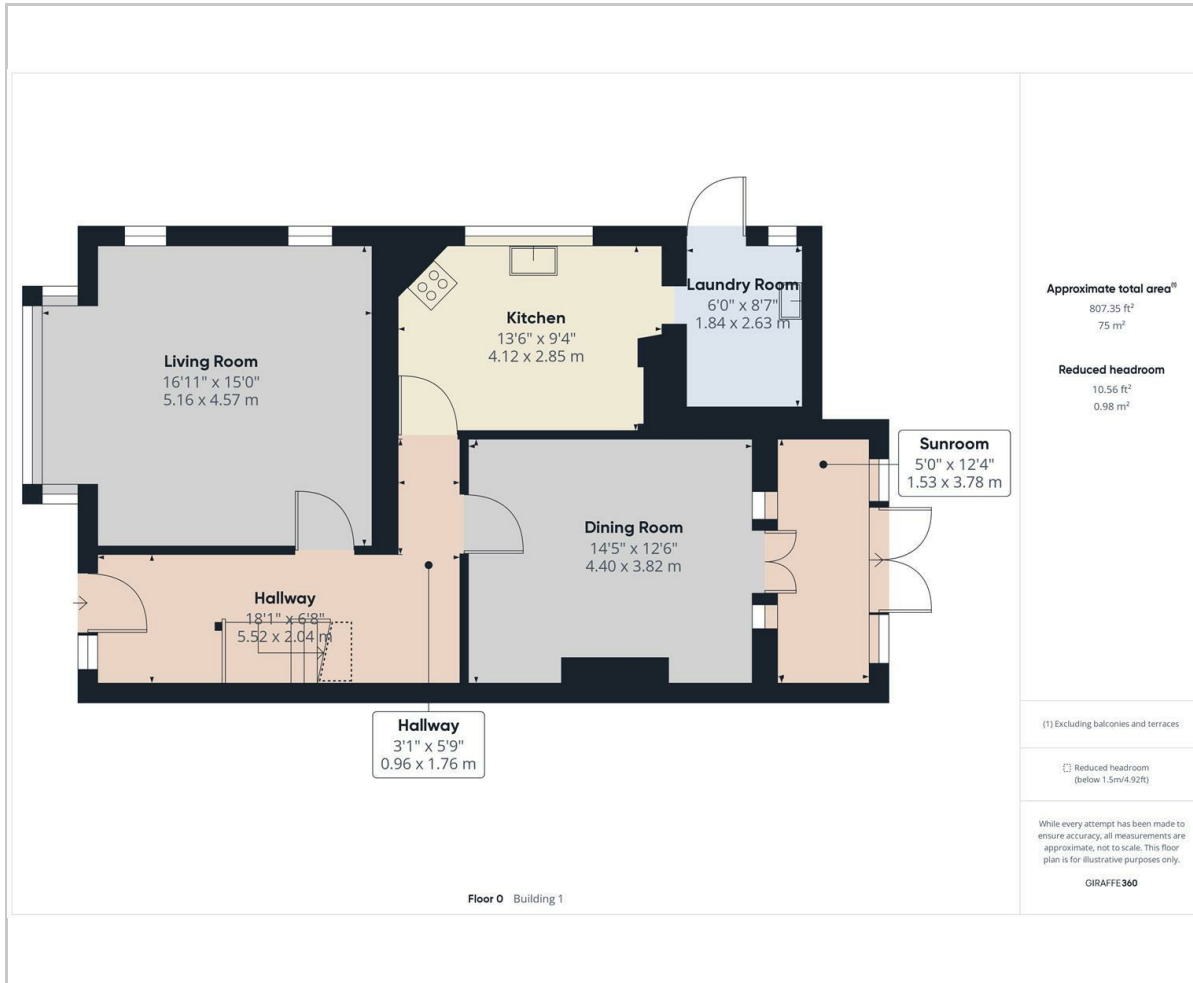 Living Room
16'11" x 15'0"
5.16 x 4.57 m
Kitchen
13'6" x 9'4"
4.12 x 2.85 m
Laundry Room
6'0" x 8'7"
1.84 x 2.63 m
Sunroom
5'0" x 12'4"
1.53 x 3.78 m
Dining Room
14'5" x 12'6"
4.40 x 3.82 m
Hallway
18'1" x 6'8"
5.52 x 2.04 m
Hallway
3'1" x 5'9"
0.96 x 1.76 m
Floor 0 Building 1
Approximate total area⁽¹⁾
807.35 ft²
75 m²
Reduced headroom
10.56 ft²
0.98 m²
(1) Excluding balconies and terraces
Reduced headroom
(below 1.5m/4.92ft)
While every attempt has been made to
ensure accuracy, all measurements are
approximate, not to scale. This floor
plan is for illustrative purposes only.
GIRAFFE360